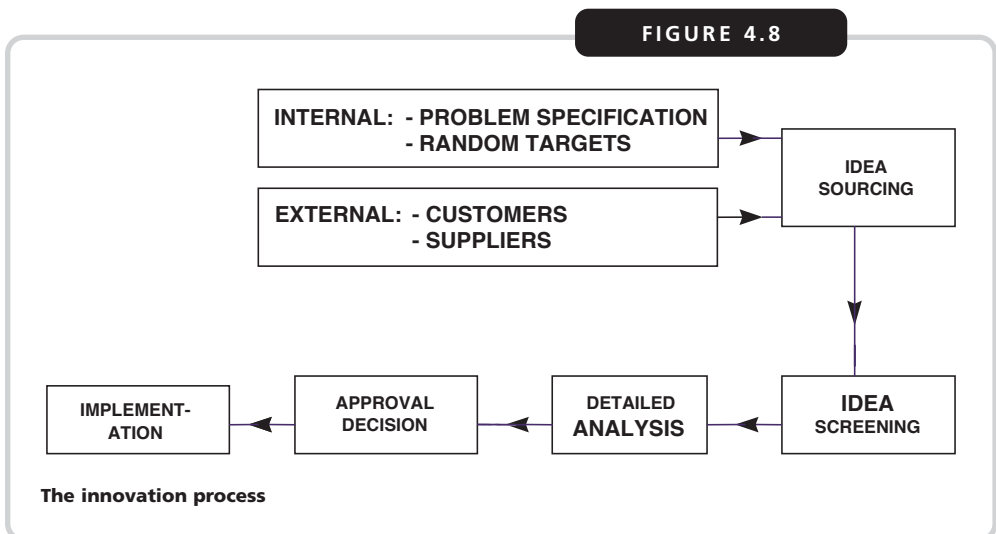 FIGURE 4.8
INTERNAL: - PROBLEM SPECIFICATION
- RANDOM TARGETS
IDEA
SOURCING
EXTERNAL: - CUSTOMERS
- SUPPLIERS
IDEA
SCREENING
DETAILED
ANALYSIS
APPROVAL
DECISION
IMPLEMENT-
ATION
The innovation process